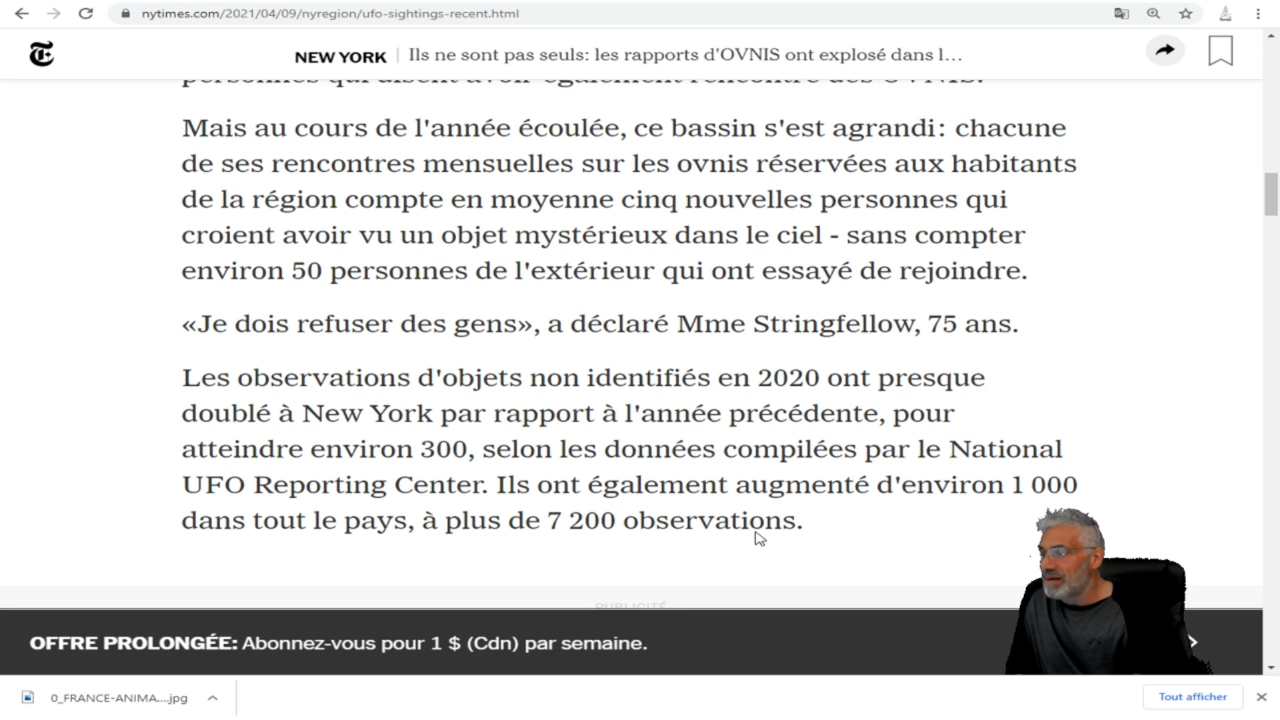 nytimes.com/2021/04/09/nyregion/ufo-sightings-recent.html
NEW YORK | Ils ne sont pas seuls: les rapports d'OVNIS ont explosé dans l...
personnes qui disent avoir également rencontré des OVNIS.
Mais au cours de l'année écoulée, ce bassin s'est agrandi: chacune
de ses rencontres mensuelles sur les ovnis réservées aux habitants
de la région compte en moyenne cinq nouvelles personnes qui
croient avoir vu un objet mystérieux dans le ciel - sans compter
environ 50 personnes de l'extérieur qui ont essayé de rejoindre.
«Je dois refuser des gens», a déclaré Mme Stringfellow, 75 ans.
Les observations d'objets non identifiés en 2020 ont presque
doublé à New York par rapport à l'année précédente, pour
atteindre environ 300, selon les données compilées par le National
UFO Reporting Center. Ils ont également augmenté d'environ 1 000
dans tout le pays, à plus de 7 200 observations.
PUBLICITÉ
OFFRE PROLONGÉE: Abonnez-vous pour 1 $ (Cdn) par semaine.
0_FRANCE-ANIMA....jpg
Tout afficher